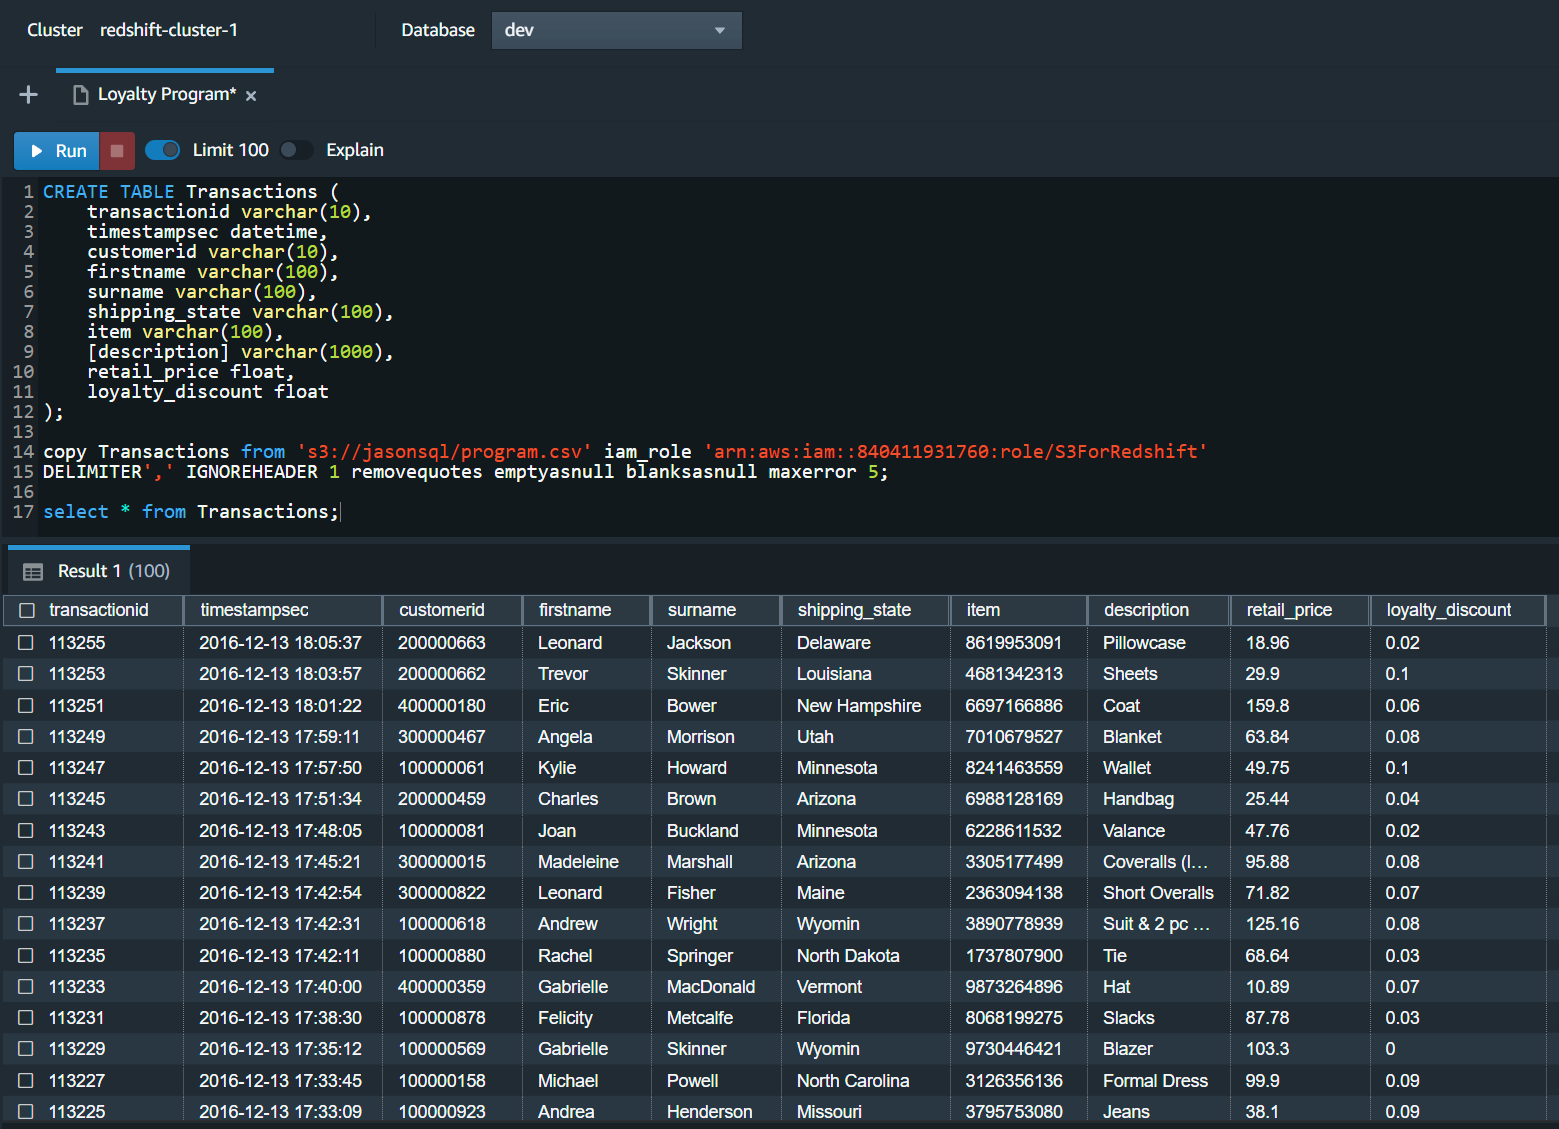 Cluster redshift-cluster-1 Database dev
Loyalty Program*
Run Limit 100 Explain
1 CREATE TABLE Transactions (
2 transactionid varchar(10),
3 timestampsec datetime,
4 customerid varchar(10),
5 firstname varchar(100),
6 surname varchar(100),
7 shipping_state varchar(100),
8 item varchar(100),
9 [description] varchar(1000),
10 retail_price float,
11 loyalty_discount float
12 );
13
14 copy Transactions from 's3://jasonsql/program.csv' iam_role 'arn:aws:iam::840411931760:role/S3ForRedshift'
15 DELIMITER',' IGNOREHEADER 1 removequotes emptyasnull blanksasnull maxerror 5;
16
17 select * from Transactions;
Result 1 (100)
transactionid timestampsec customerid firstname surname shipping_state item description retail_price loyalty_discount
113255 2016-12-13 18:05:37 200000663 Leonard Jackson Delaware 8619953091 Pillowcase 18.96 0.02
113253 2016-12-13 18:03:57 200000662 Trevor Skinner Louisiana 4681342313 Sheets 29.9 0.1
113251 2016-12-13 18:01:22 400000180 Eric Bower New Hampshire 6697166886 Coat 159.8 0.06
113249 2016-12-13 17:59:11 300000467 Angela Morrison Utah 7010679527 Blanket 63.84 0.08
113247 2016-12-13 17:57:50 100000061 Kylie Howard Minnesota 8241463559 Wallet 49.75 0.1
113245 2016-12-13 17:51:34 200000459 Charles Brown Arizona 6988128169 Handbag 25.44 0.04
113243 2016-12-13 17:48:05 100000081 Joan Buckland Minnesota 6228611532 Valance 47.76 0.02
113241 2016-12-13 17:45:21 300000015 Madeleine Marshall Arizona 3305177499 Coveralls (l... 95.88 0.08
113239 2016-12-13 17:42:54 300000822 Leonard Fisher Maine 2363094138 Short Overalls 71.82 0.07
113237 2016-12-13 17:42:31 100000618 Andrew Wright Wyomin 3890778939 Suit & 2 pc ... 125.16 0.08
113235 2016-12-13 17:42:11 100000880 Rachel Springer North Dakota 1737807900 Tie 68.64 0.03
113233 2016-12-13 17:40:00 400000359 Gabrielle MacDonald Vermont 9873264896 Hat 10.89 0.07
113231 2016-12-13 17:38:30 100000878 Felicity Metcalfe Florida 8068199275 Slacks 87.78 0.03
113229 2016-12-13 17:35:12 100000569 Gabrielle Skinner Wyomin 9730446421 Blazer 103.3 0
113227 2016-12-13 17:33:45 100000158 Michael Powell North Carolina 3126356136 Formal Dress 99.9 0.09
113225 2016-12-13 17:33:09 100000923 Andrea Henderson Missouri 3795753080 Jeans 38.1 0.09